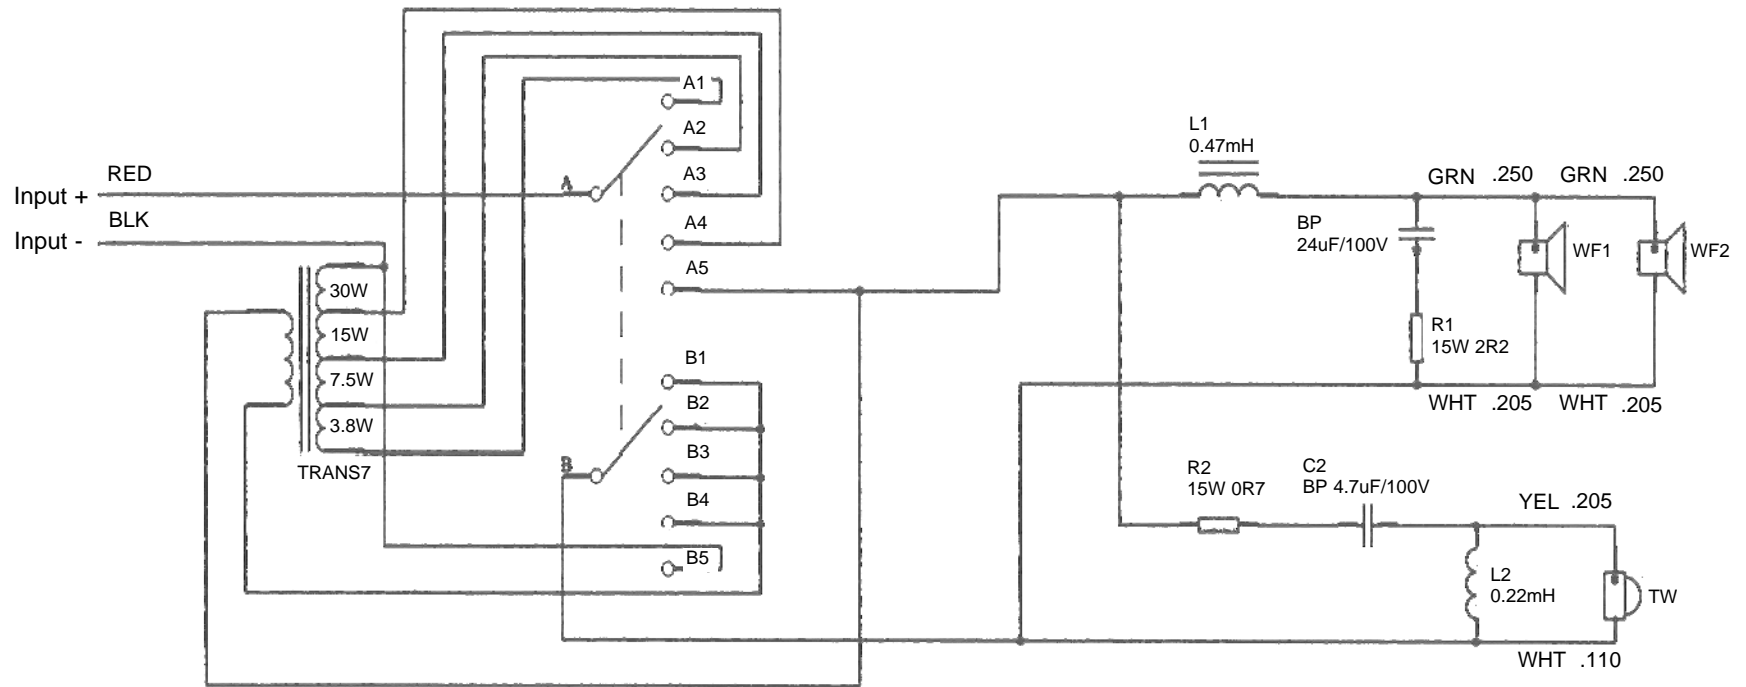 A1
A2
A3
A4
A5
RED
Input +
BLK
Input -
A
30W
15W
7.5W
3.8W
TRANS7
B1
B2
B3
B4
B5
B
L1
0.47mH
GRN .250 GRN .250
BP
24uF/100V
WF1
WF2
R1
15W 2R2
WHT .205 WHT .205
R2
15W 0R7
C2
BP 4.7uF/100V
YEL .205
L2
0.22mH
TW
WHT .110